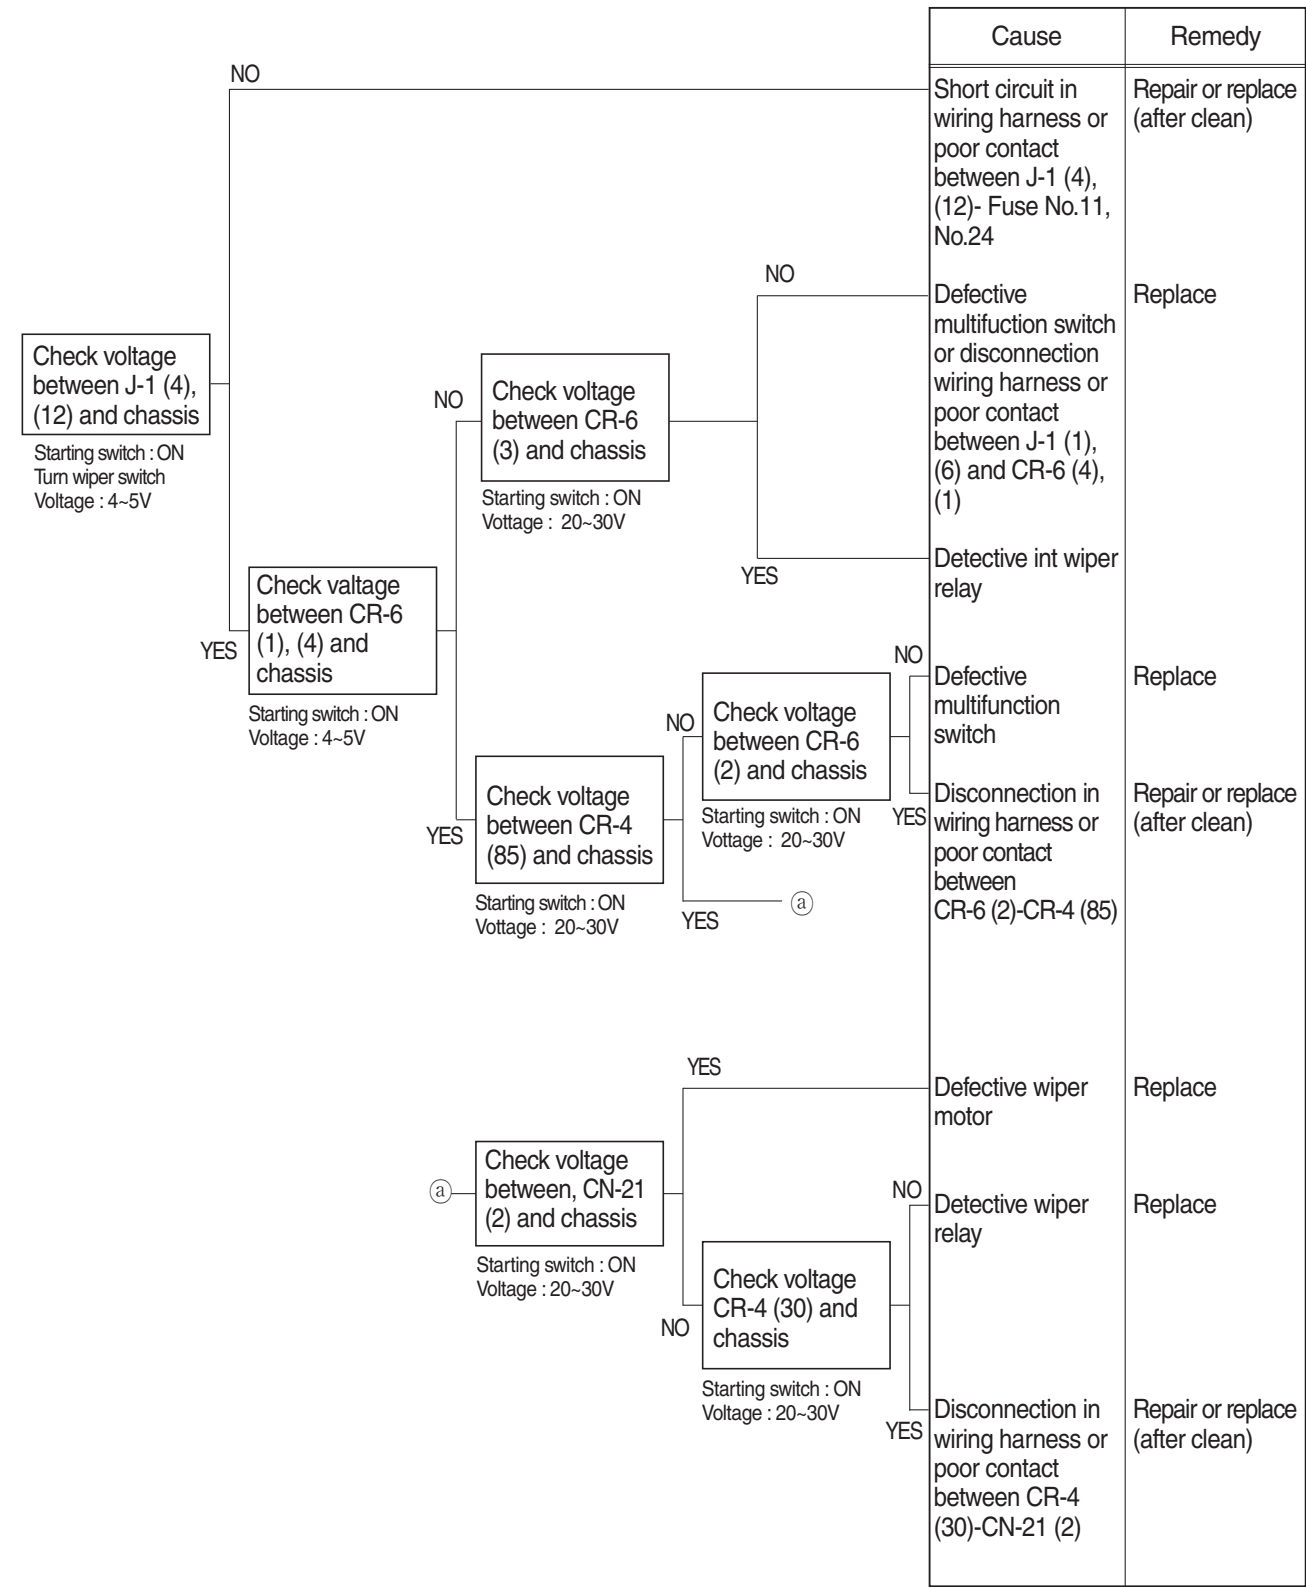 Cause
Remedy
NO
Short circuit in
wiring harness or
poor contact
between J-1 (4),
(12)- Fuse No.11,
No.24
Repair or replace
(after clean)
NO
Defective
multifuction switch
or disconnection
wiring harness or
poor contact
between J-1 (1),
(6) and CR-6 (4),
(1)
Replace
Check voltage
between J-1 (4),
(12) and chassis
Starting switch : ON
Turn wiper switch
Voltage : 4~5V
NO
Check voltage
between CR-6
(3) and chassis
Starting switch : ON
Vottage : 20~30V
YES
Detective int wiper
relay
YES
Check valtage
between CR-6
(1), (4) and
chassis
Starting switch : ON
Voltage : 4~5V
NO
Defective
multifunction
switch
Replace
NO
Check voltage
between CR-6
(2) and chassis
Starting switch : ON
Vottage : 20~30V
YES
Disconnection in
wiring harness or
poor contact
between
CR-6 (2)-CR-4 (85)
Repair or replace
(after clean)
YES
Check voltage
between CR-4
(85) and chassis
Starting switch : ON
Vottage : 20~30V
YES
ⓐ
YES
Defective wiper
motor
Replace
ⓐ
Check voltage
between, CN-21
(2) and chassis
Starting switch : ON
Voltage : 20~30V
NO
Detective wiper
relay
Replace
NO
Check voltage
CR-4 (30) and
chassis
Starting switch : ON
Voltage : 20~30V
YES
Disconnection in
wiring harness or
poor contact
between CR-4
(30)-CN-21 (2)
Repair or replace
(after clean)